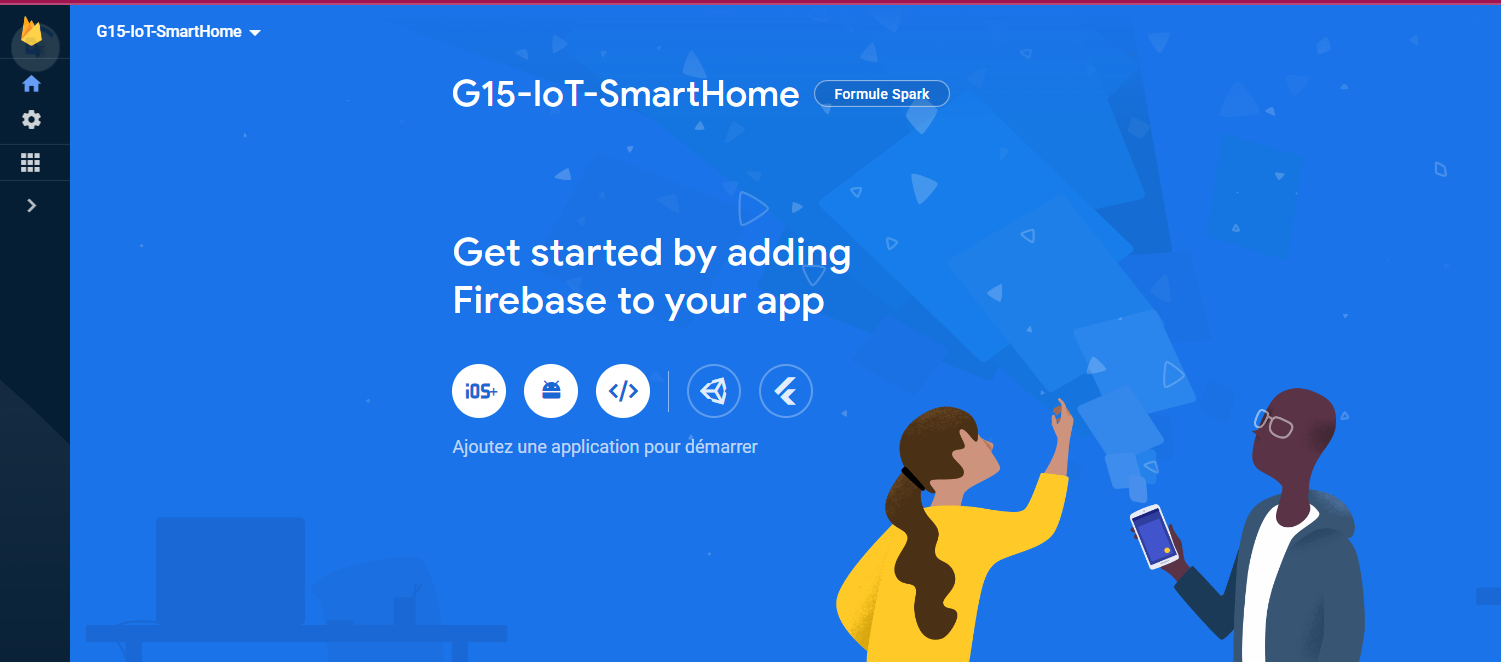 G15-IoT-SmartHome
G15-IoT-SmartHome
Formule Spark
Get started by adding
Firebase to your app
iOS+
Ajoutez une application pour démarrer